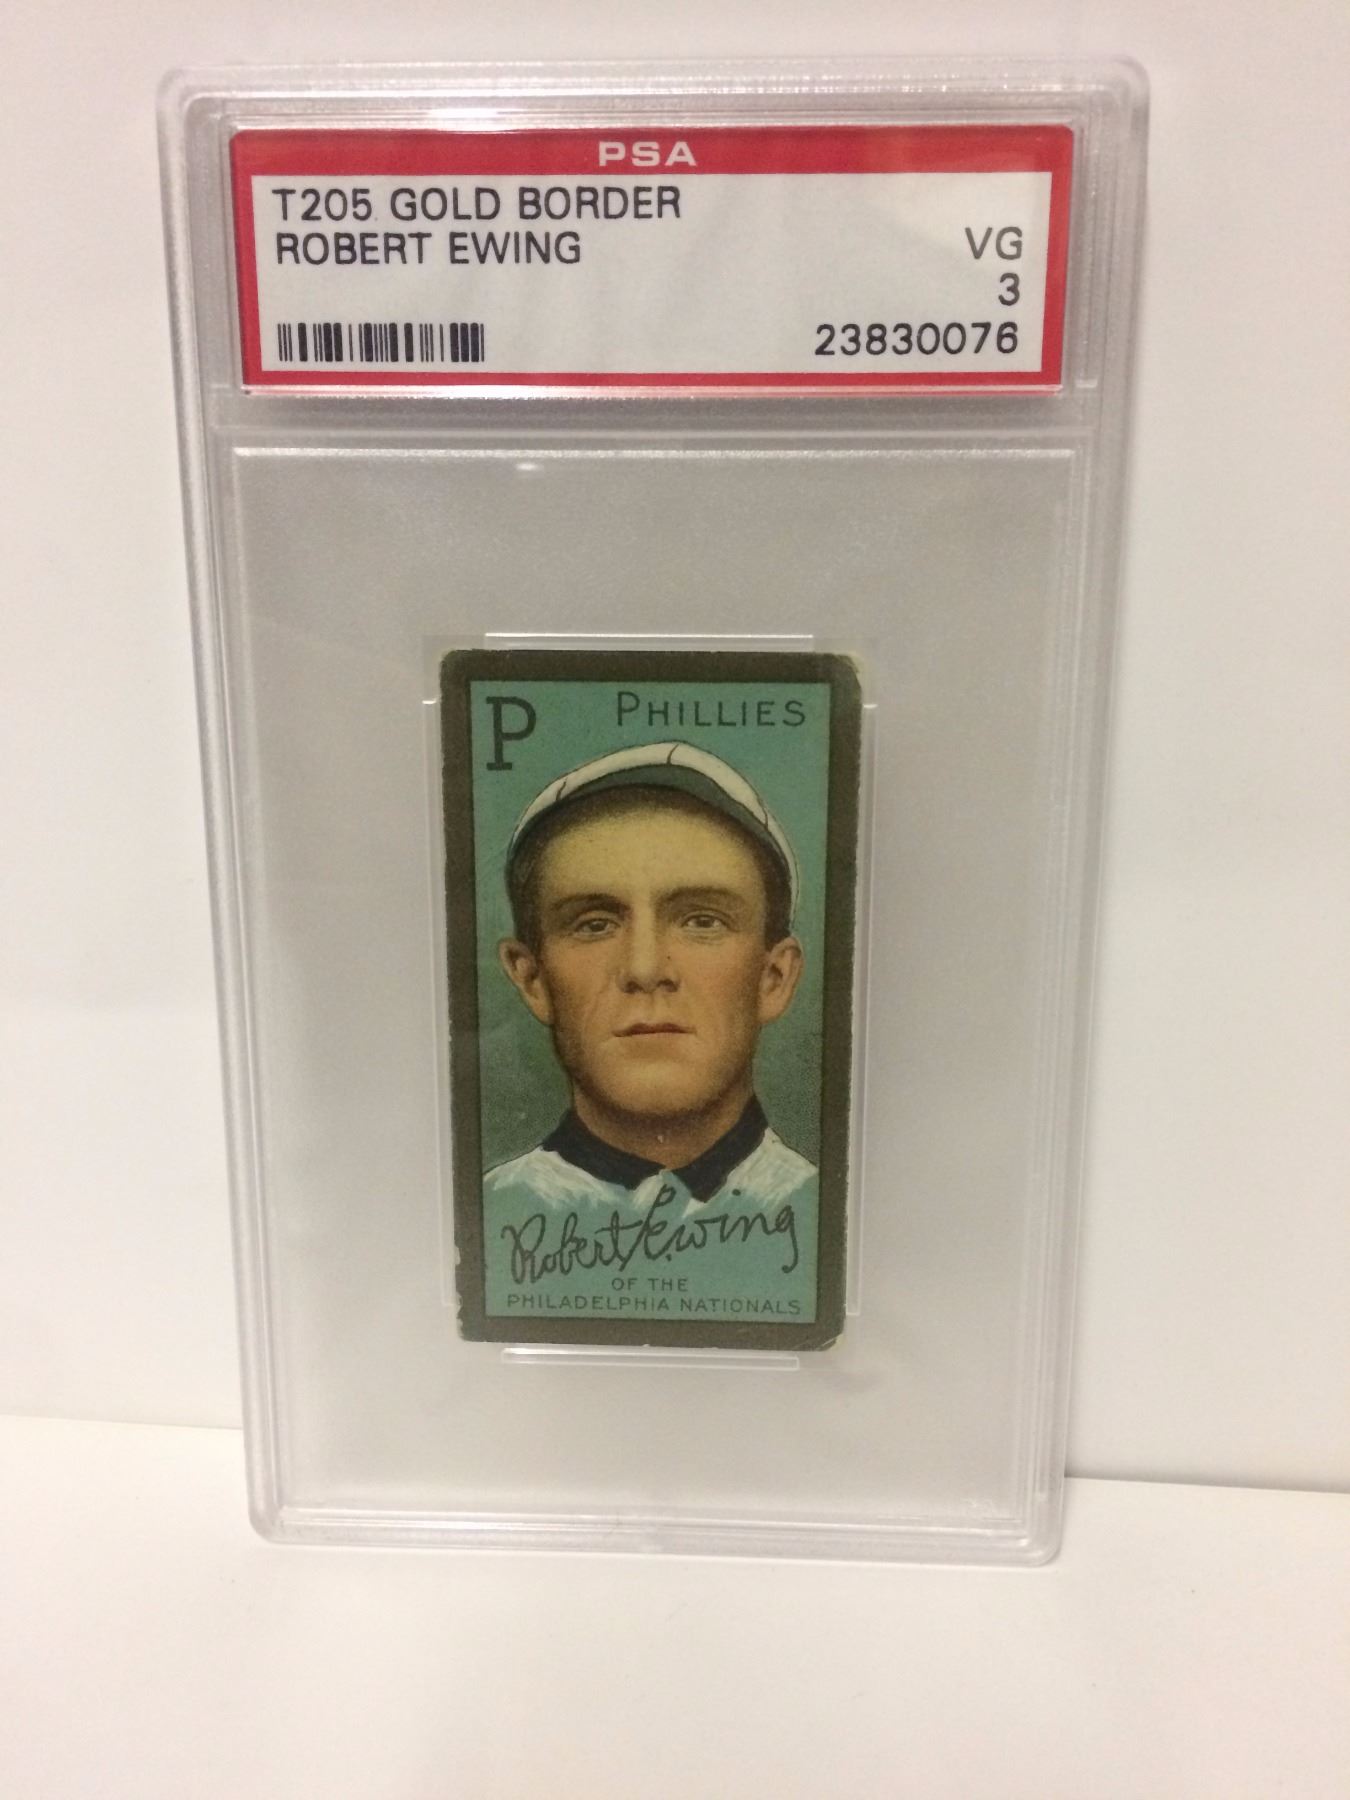 PSA
T205 GOLD BORDER
ROBERT EWING
VG
3
23830076
P PHILLIES
Robert Ewing
OF THE
PHILADELPHIA NATIONALS